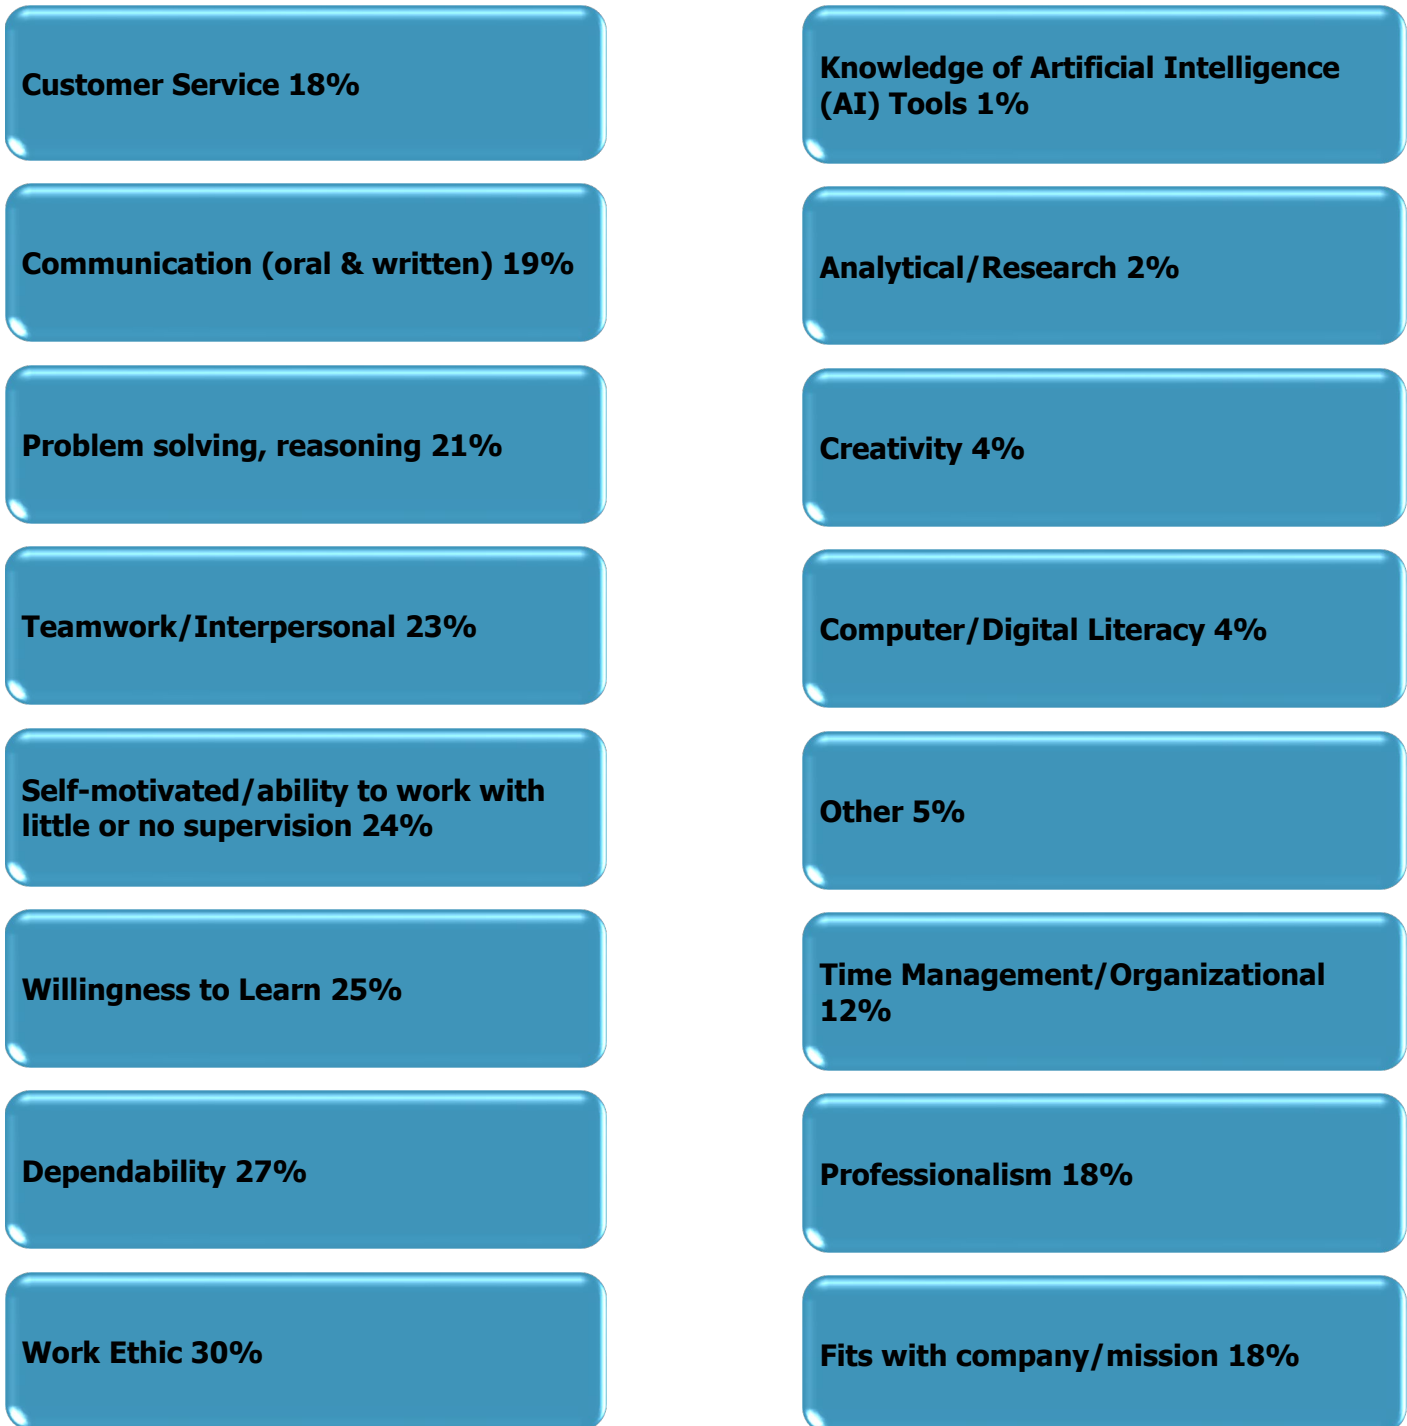 Customer Service 18%
Communication (oral & written) 19%
Problem solving, reasoning 21%
Teamwork/Interpersonal 23%
Self-motivated/ability to work with
little or no supervision 24%
Willingness to Learn 25%
Dependability 27%
Work Ethic 30%
Knowledge of Artificial Intelligence
(AI) Tools 1%
Analytical/Research 2%
Creativity 4%
Computer/Digital Literacy 4%
Other 5%
Time Management/Organizational
12%
Professionalism 18%
Fits with company/mission 18%